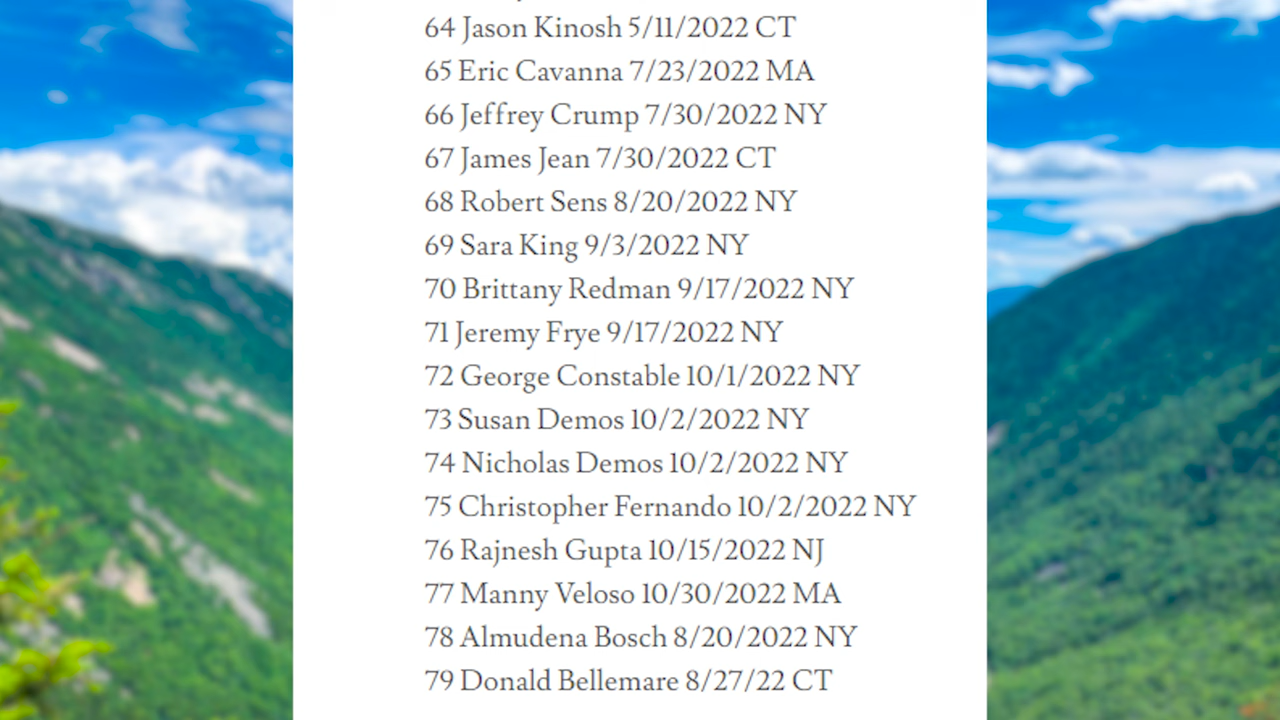 64 Jason Kinosh 5/11/2022 CT
65 Eric Cavanna 7/23/2022 MA
66 Jeffrey Crump 7/30/2022 NY
67 James Jean 7/30/2022 CT
68 Robert Sens 8/20/2022 NY
69 Sara King 9/3/2022 NY
70 Brittany Redman 9/17/2022 NY
71 Jeremy Frye 9/17/2022 NY
72 George Constable 10/1/2022 NY
73 Susan Demos 10/2/2022 NY
74 Nicholas Demos 10/2/2022 NY
75 Christopher Fernando 10/2/2022 NY
76 Rajnesh Gupta 10/15/2022 NJ
77 Manny Veloso 10/30/2022 MA
78 Almudena Bosch 8/20/2022 NY
79 Donald Bellemare 8/27/22 CT